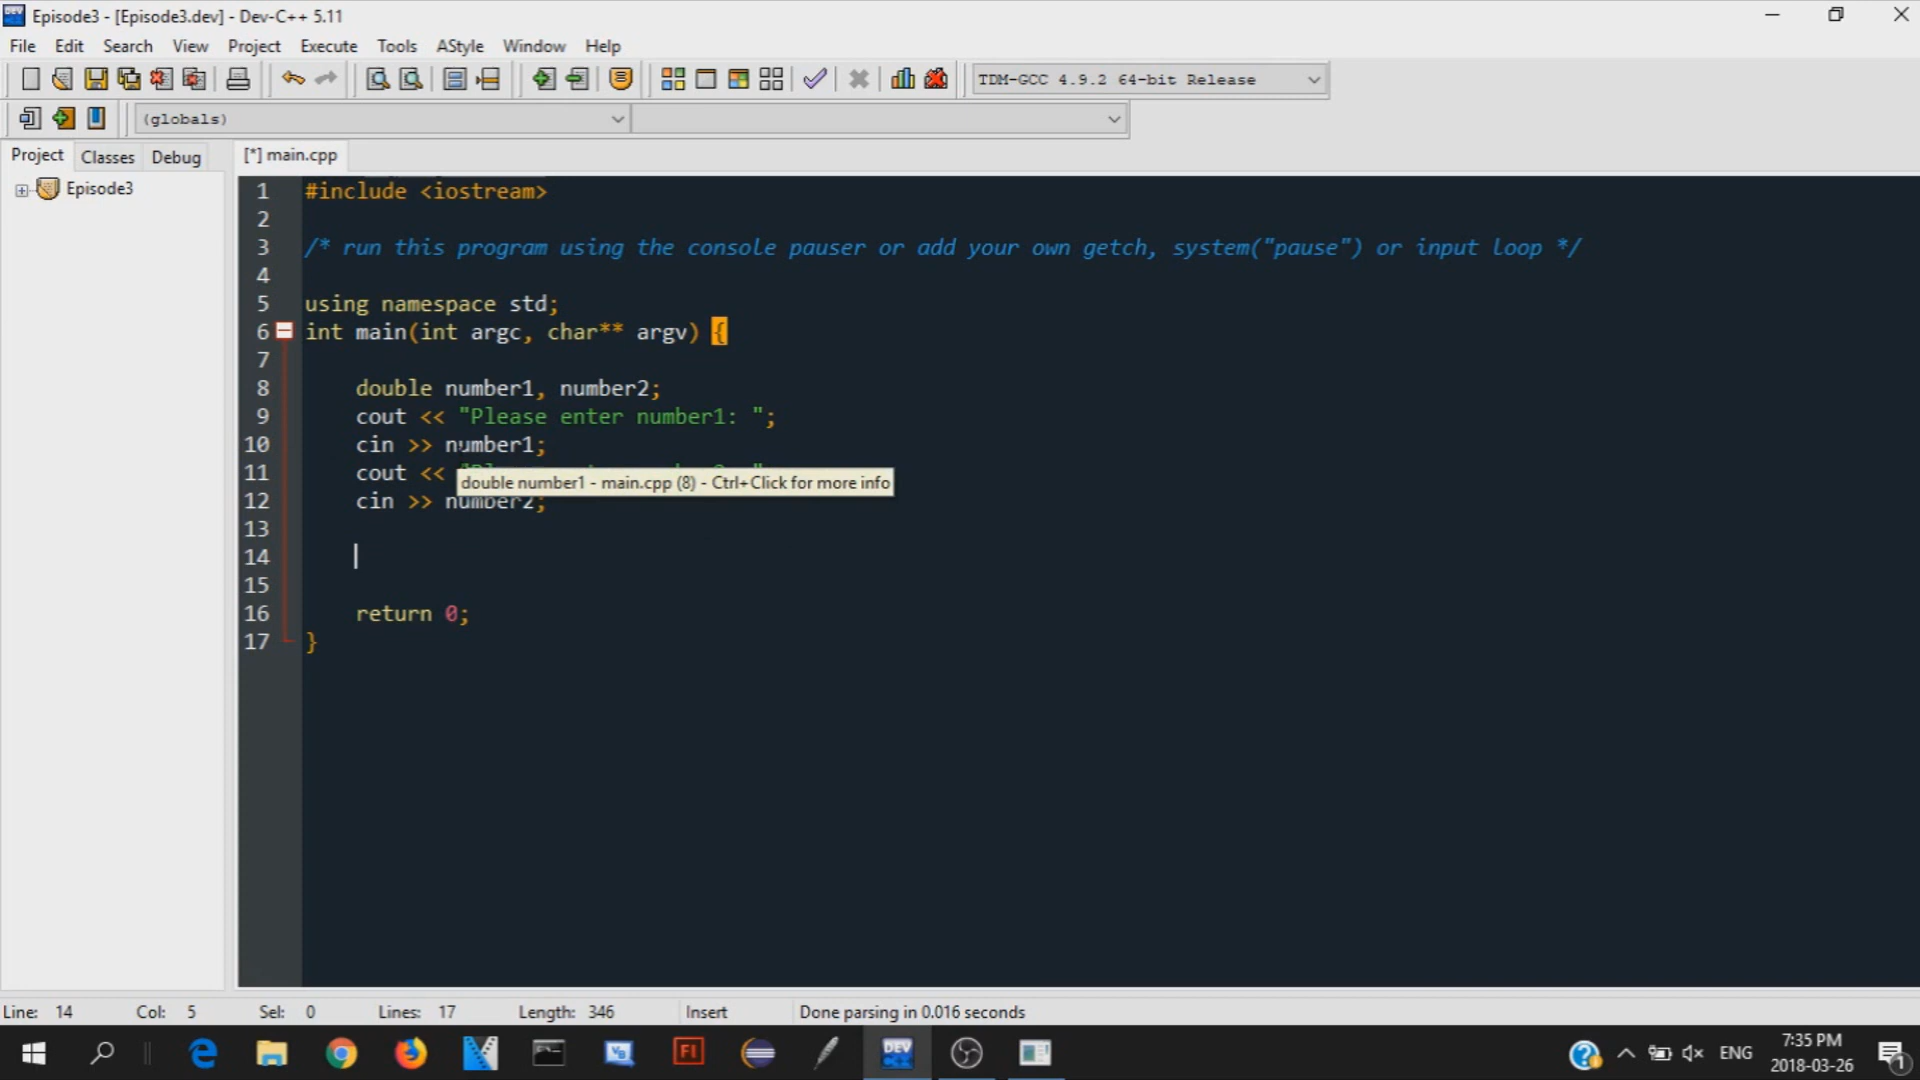 Episode3 - [Episode3.dev] - Dev-C++ 5.11
File Edit Search View Project Execute Tools AStyle Window Help
TDM-GCC 4.9.2 64-bit Release
(globals)
Project Classes Debug
[*] main.cpp
Episode3
1 #include <iostream>
2
3 /* run this program using the console pauser or add your own getch, system("pause") or input loop */
4
5 using namespace std;
6 int main(int argc, char** argv) {
7
8 double number1, number2;
9 cout << "Please enter number1: ";
10 cin >> number1;
11 cout <<
double number1 - main.cpp (8) - Ctrl+Click for more info
12 cin >> number2;
13
14
15
16 return 0;
17 }
Line: 14 Col: 5 Sel: 0 Lines: 17 Length: 346 Insert Done parsing in 0.016 seconds
DEV
VB
Fl
DEV
ENG
7:35 PM
2018-03-26
1